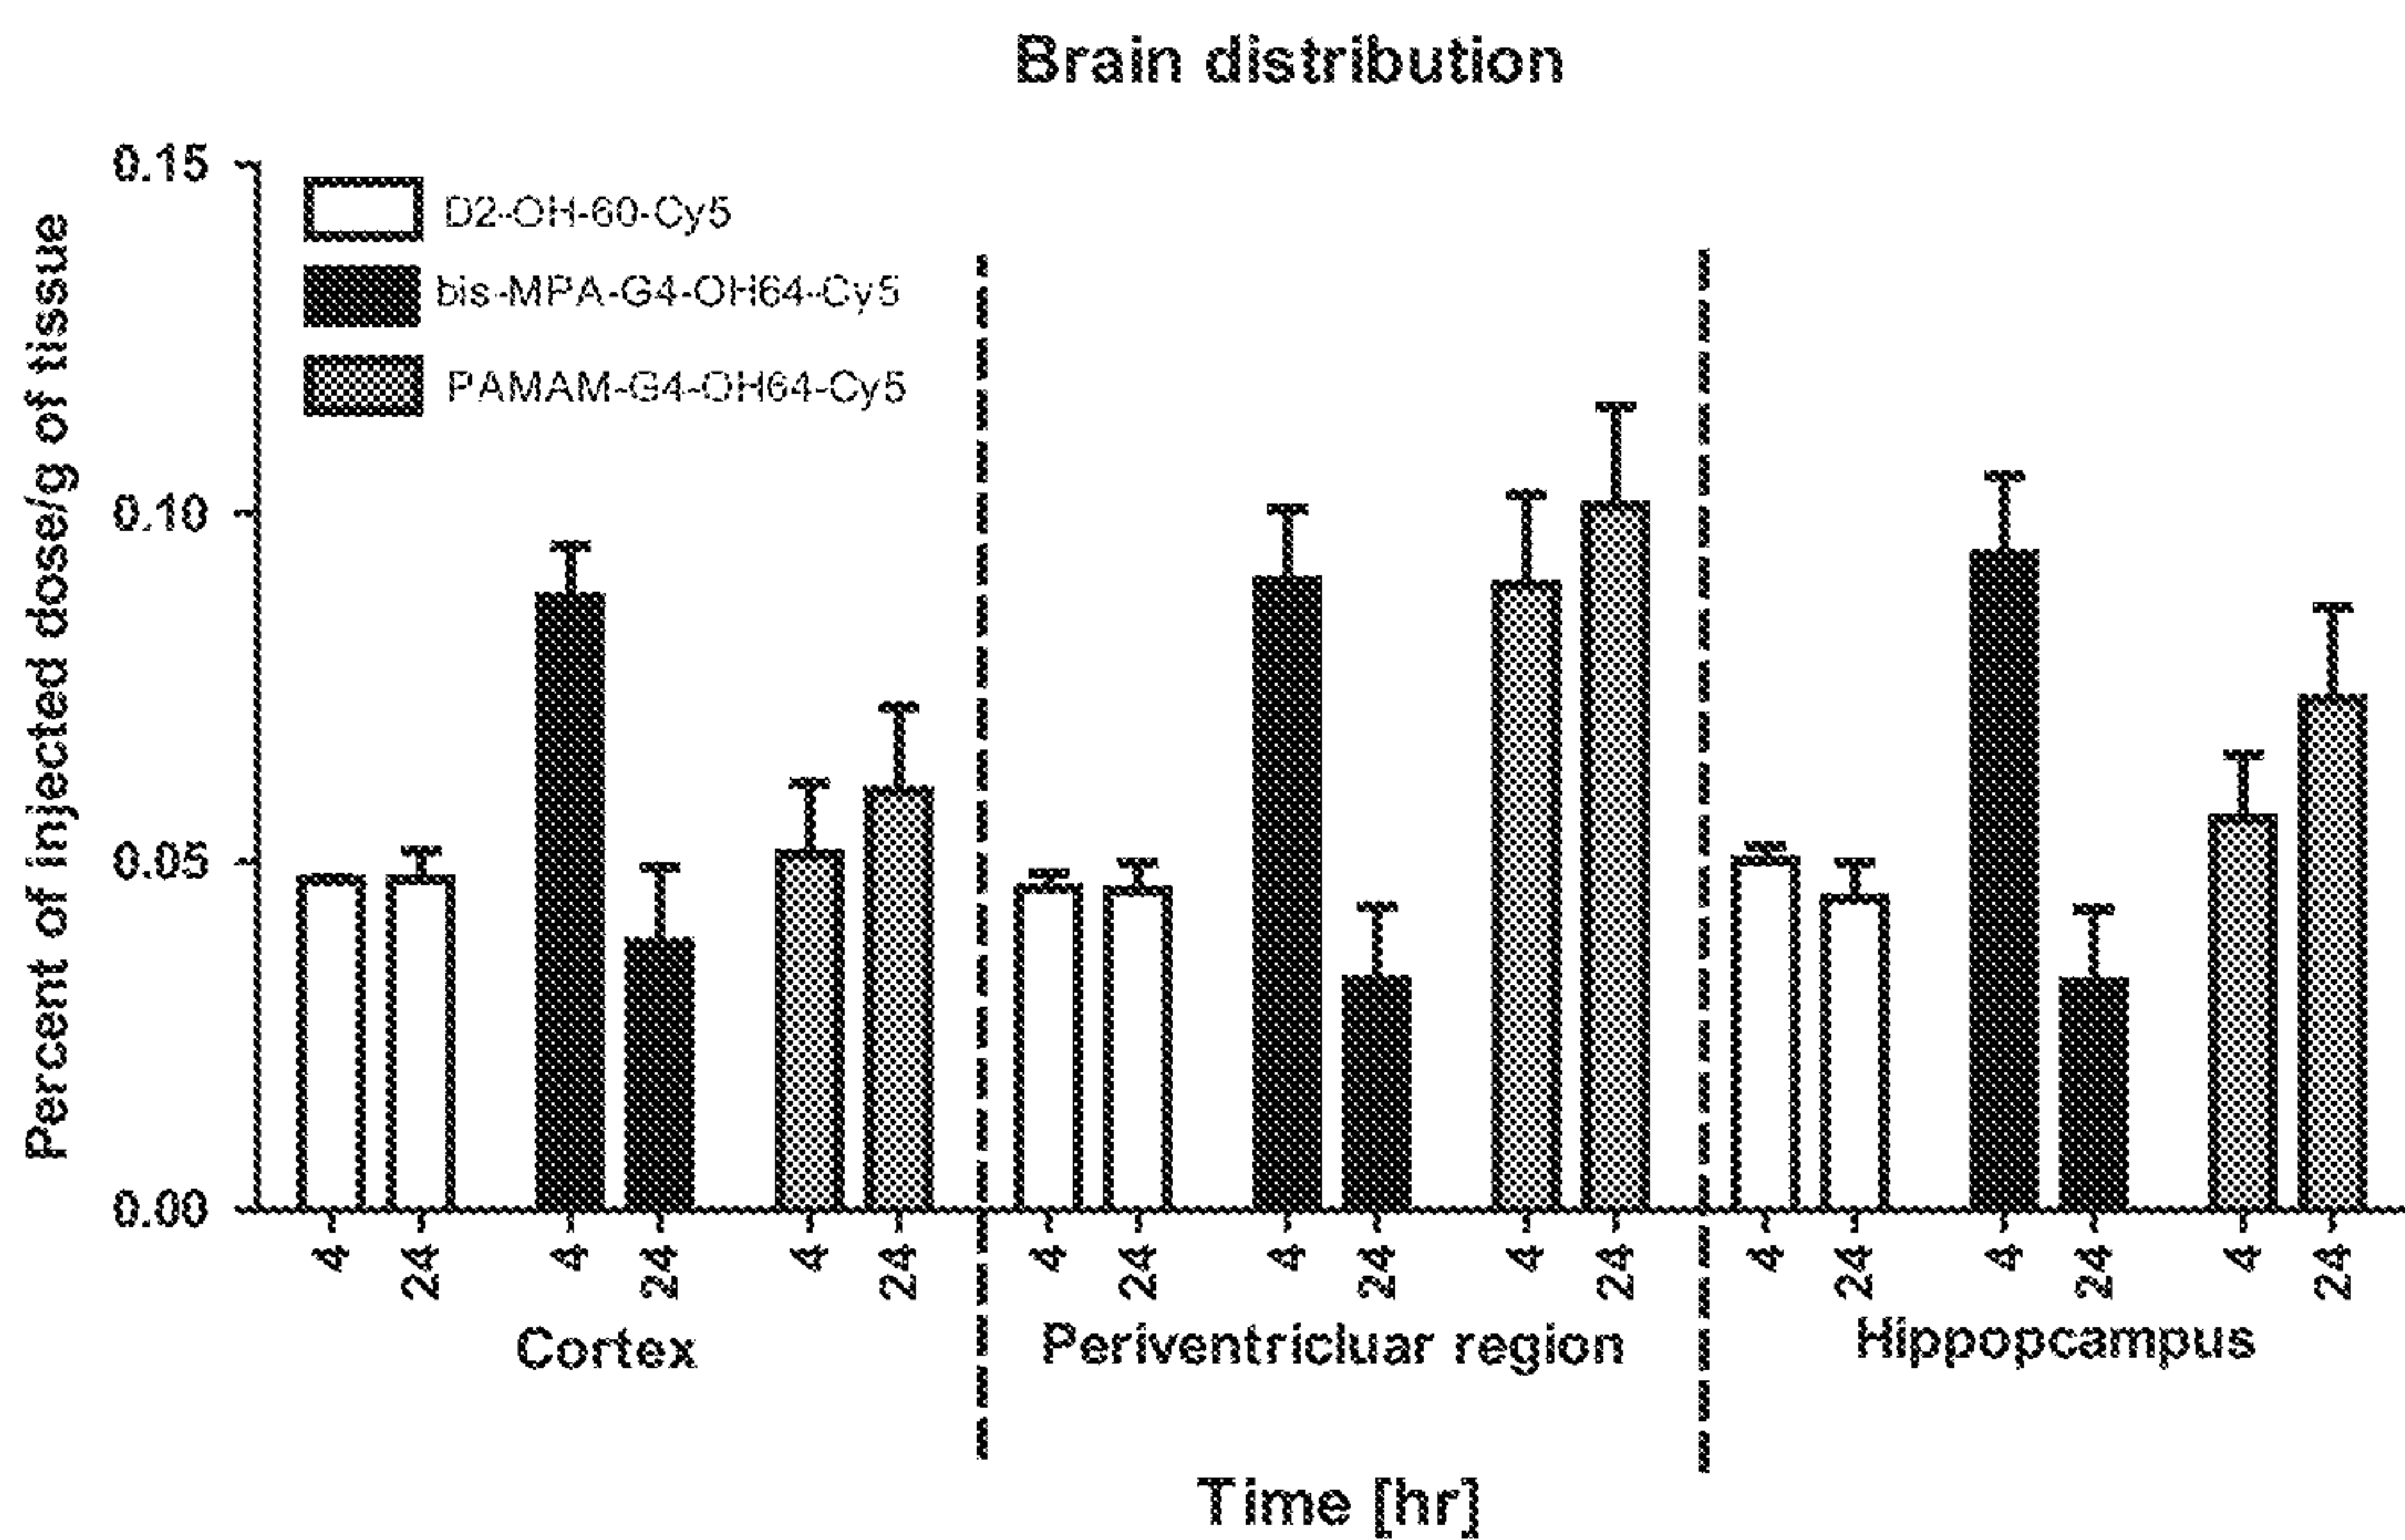 Brain distribution
Percent of injected dose/g of tissue
0.15
0.10
0.05
0.00
D2-OH-60-Cy5
bis-MPA-G4-OH64-Cy5
PAMAM-G4-OH64-Cy5
4 24 4 24 4 24 4 24 4 24 4 24 4 24 4 24 4 24
Cortex Periventricluar region Hippopcampus
Time [hr]